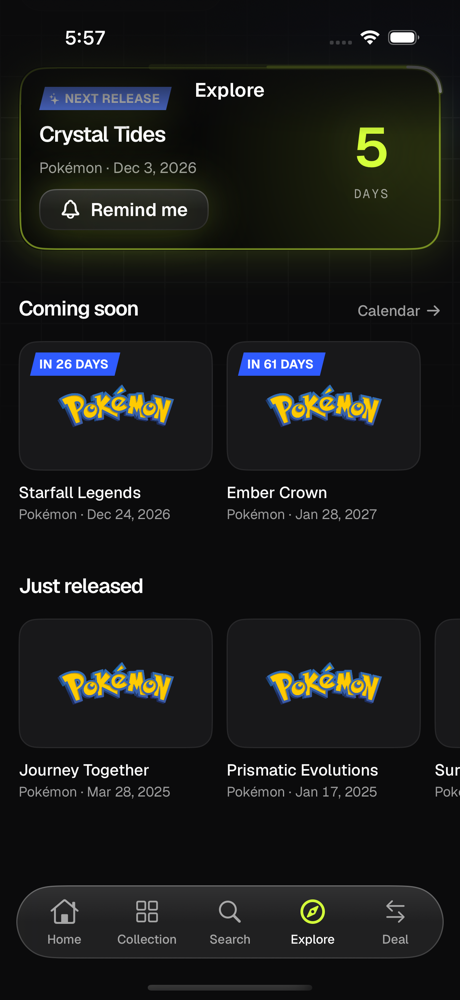 5:57
NEXT RELEASE
Explore
Crystal Tides
Pokémon · Dec 3, 2026
Remind me
5
DAYS
Coming soon
Calendar →
IN 26 DAYS
IN 61 DAYS
POKéMON
POKéMON
Starfall Legends
Ember Crown
Pokémon · Dec 24, 2026
Pokémon · Jan 28, 2027
Just released
POKéMON
POKéMON
Journey Together
Prismatic Evolutions
Pokémon · Mar 28, 2025
Pokémon · Jan 17, 2025
Home
Collection
Search
Explore
Deal